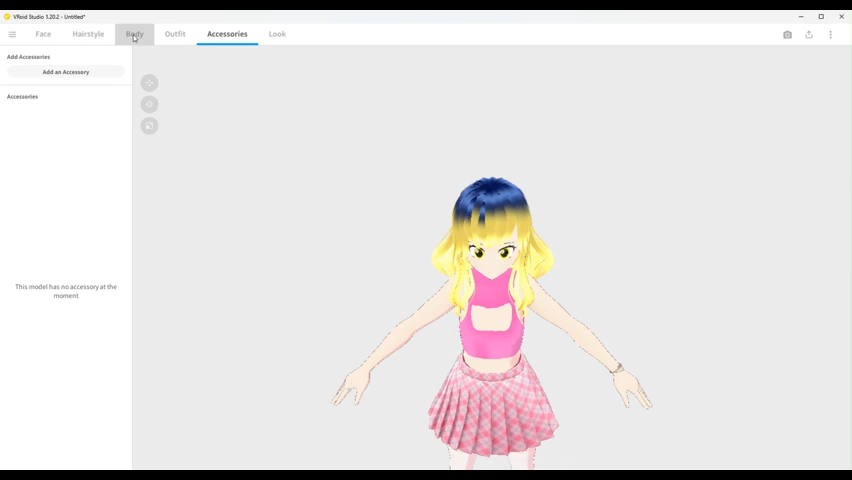 VRoid Studio 1.20.2 - Untitled*
Face Hairstyle Body Outfit Accessories Look
Add Accessories
Add an Accessory
Accessories
This model has no accessory at the
moment